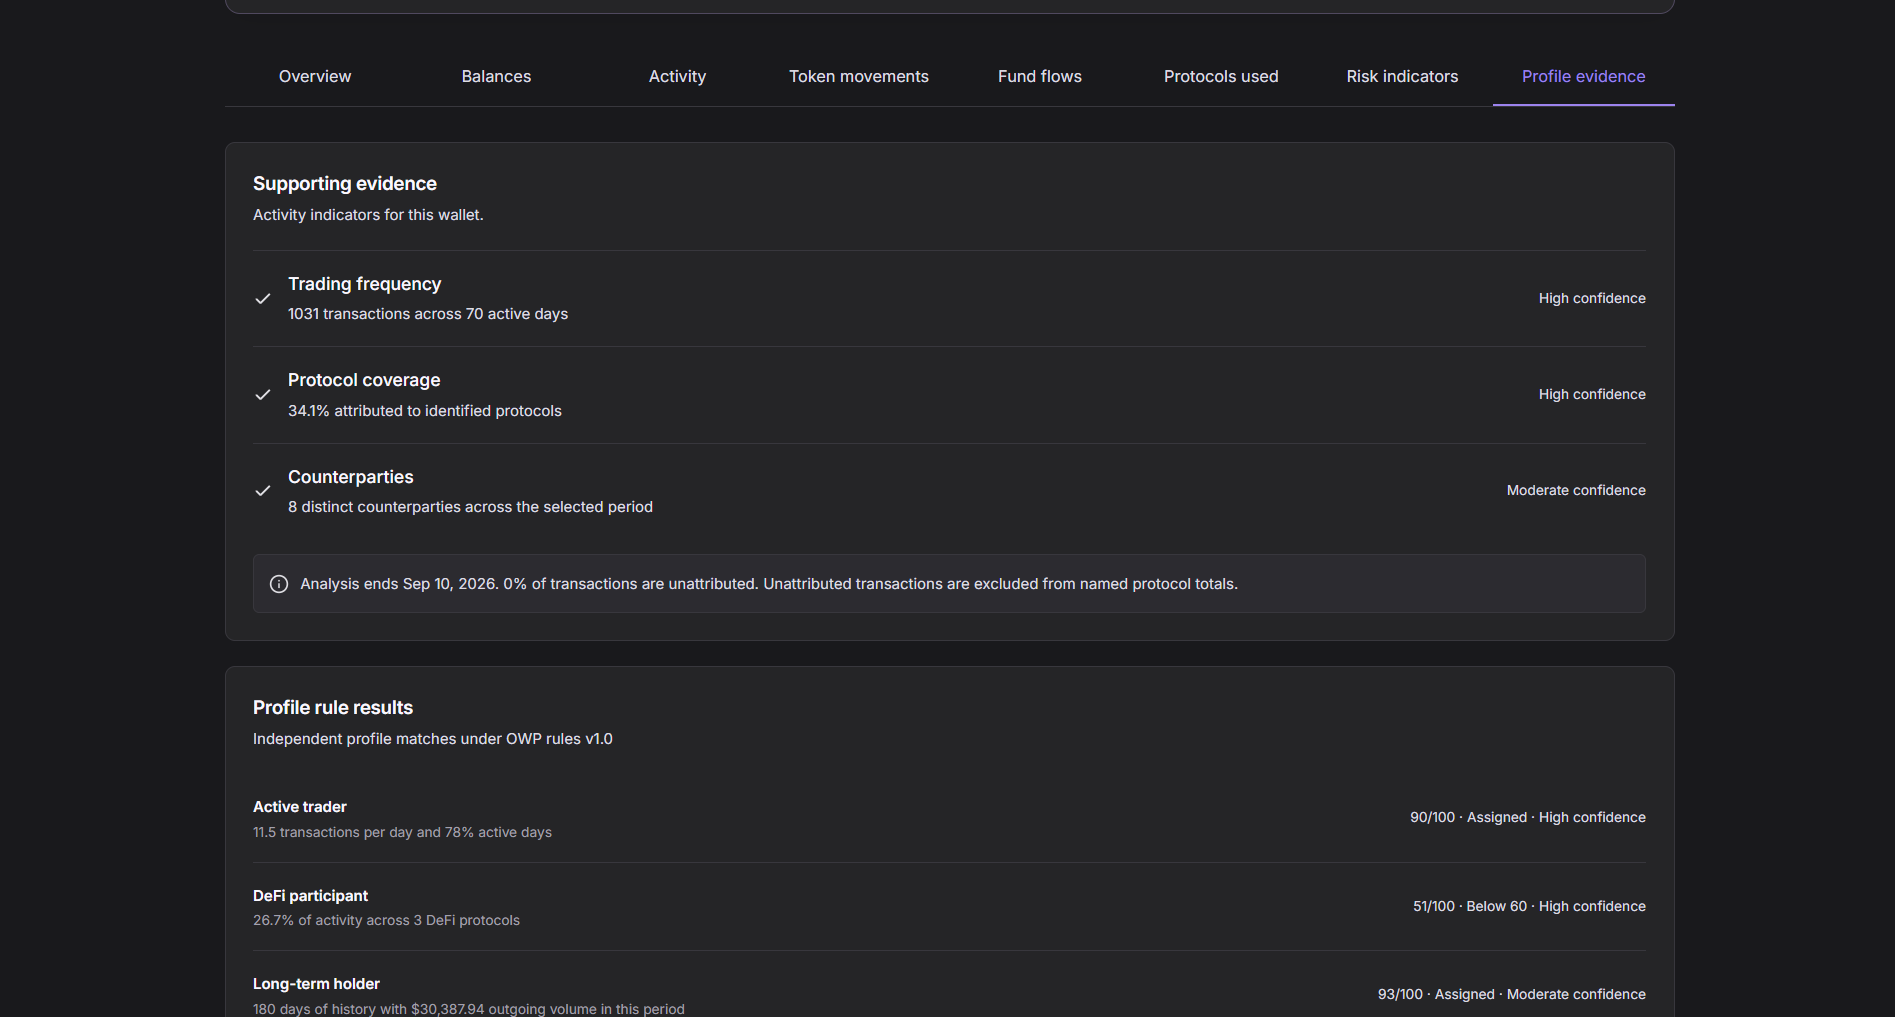 Overview
Balances
Activity
Token movements
Fund flows
Protocols used
Risk indicators
Profile evidence
Supporting evidence
Activity indicators for this wallet.
Trading frequency
1031 transactions across 70 active days
High confidence
Protocol coverage
34.1% attributed to identified protocols
High confidence
Counterparties
8 distinct counterparties across the selected period
Moderate confidence
Analysis ends Sep 10, 2026. 0% of transactions are unattributed. Unattributed transactions are excluded from named protocol totals.
Profile rule results
Independent profile matches under OWP rules v1.0
Active trader
11.5 transactions per day and 78% active days
90/100 · Assigned · High confidence
DeFi participant
26.7% of activity across 3 DeFi protocols
51/100 · Below 60 · High confidence
Long-term holder
180 days of history with $30,387.94 outgoing volume in this period
93/100 · Assigned · Moderate confidence